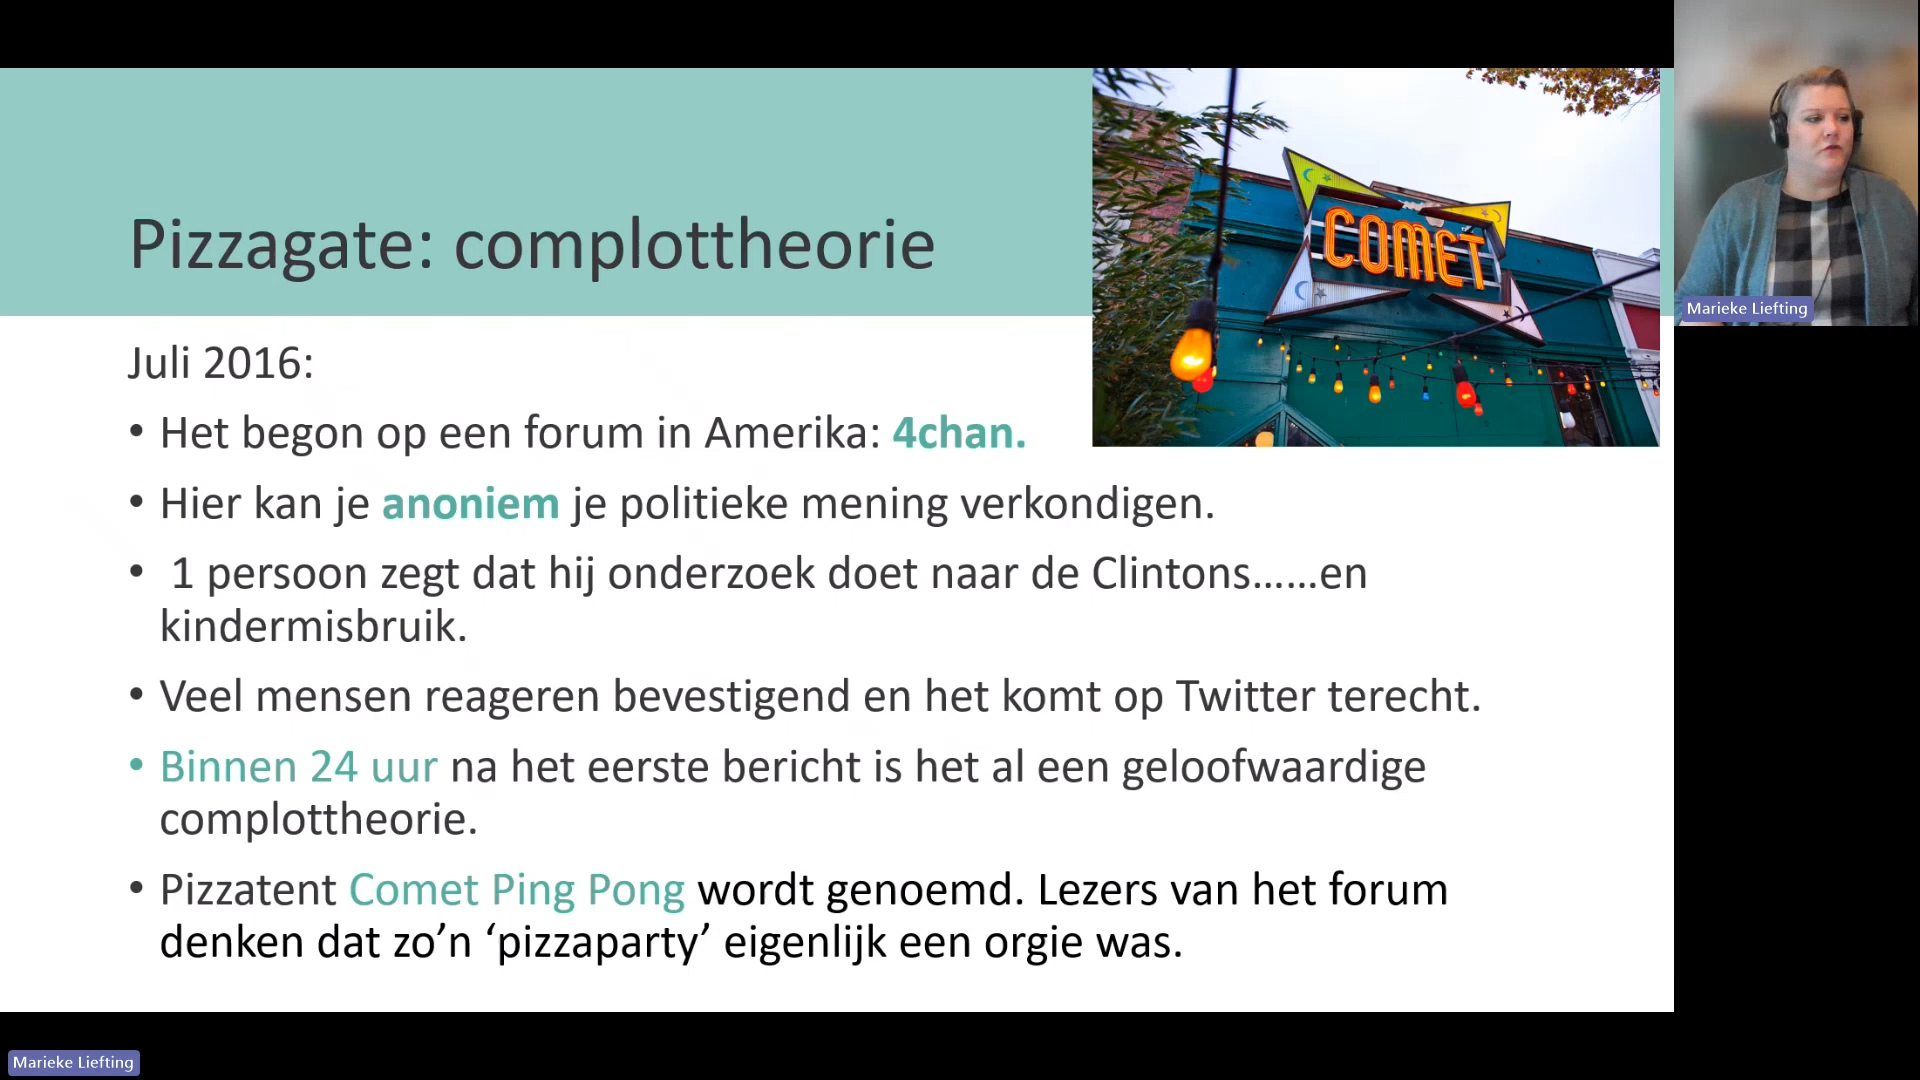 Pizzagate: complottheorie
COMET
Marieke Liefting
Juli 2016:
• Het begon op een forum in Amerika: 4chan.
• Hier kan je anoniem je politieke mening verkondigen.
• 1 persoon zegt dat hij onderzoek doet naar de Clintons......en
kindermisbruik.
• Veel mensen reageren bevestigend en het komt op Twitter terecht.
• Binnen 24 uur na het eerste bericht is het al een geloofwaardige
complottheorie.
• Pizzatent Comet Ping Pong wordt genoemd. Lezers van het forum
denken dat zo’n ‘pizzaparty’ eigenlijk een orgie was.
Marieke Liefting